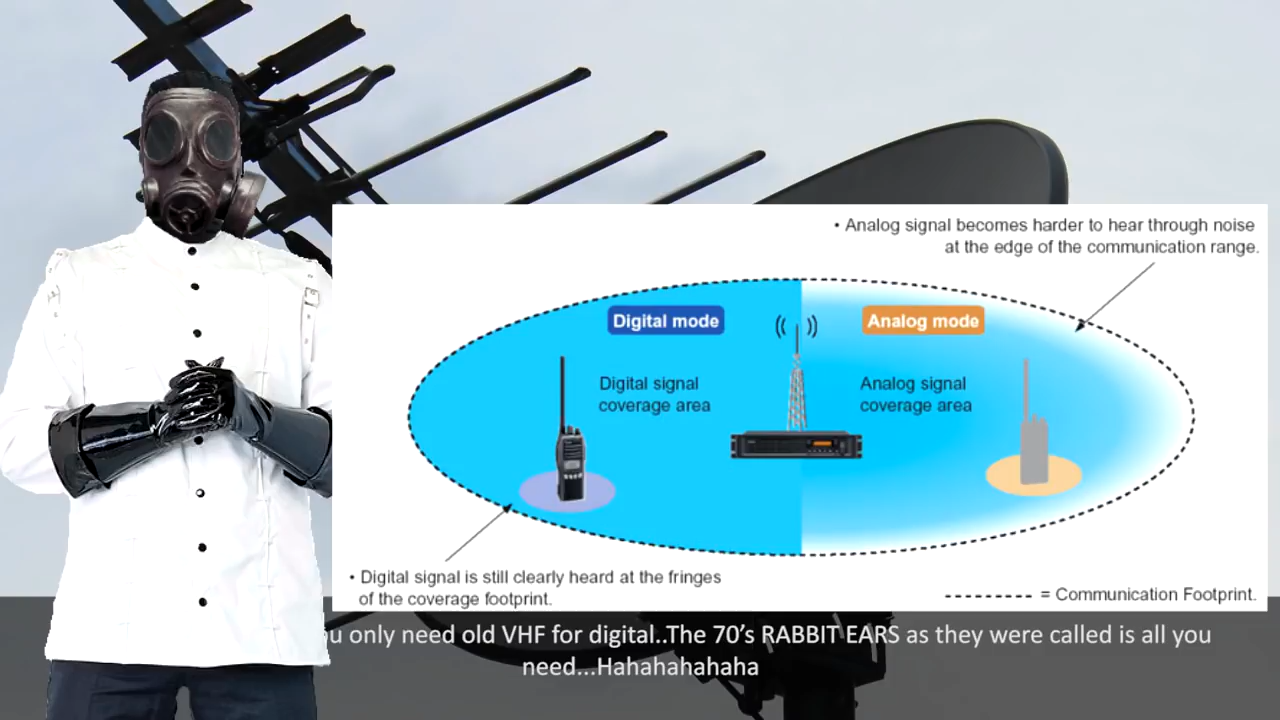 • Analog signal becomes harder to hear through noise
at the edge of the communication range.
Digital mode
Analog mode
Digital signal
coverage area
Analog signal
coverage area
• Digital signal is still clearly heard at the fringes
of the coverage footprint.
= Communication Footprint.
only need old VHF for digital..The 70's RABBIT EARS as they were called is all you
need...Hahahahahaha